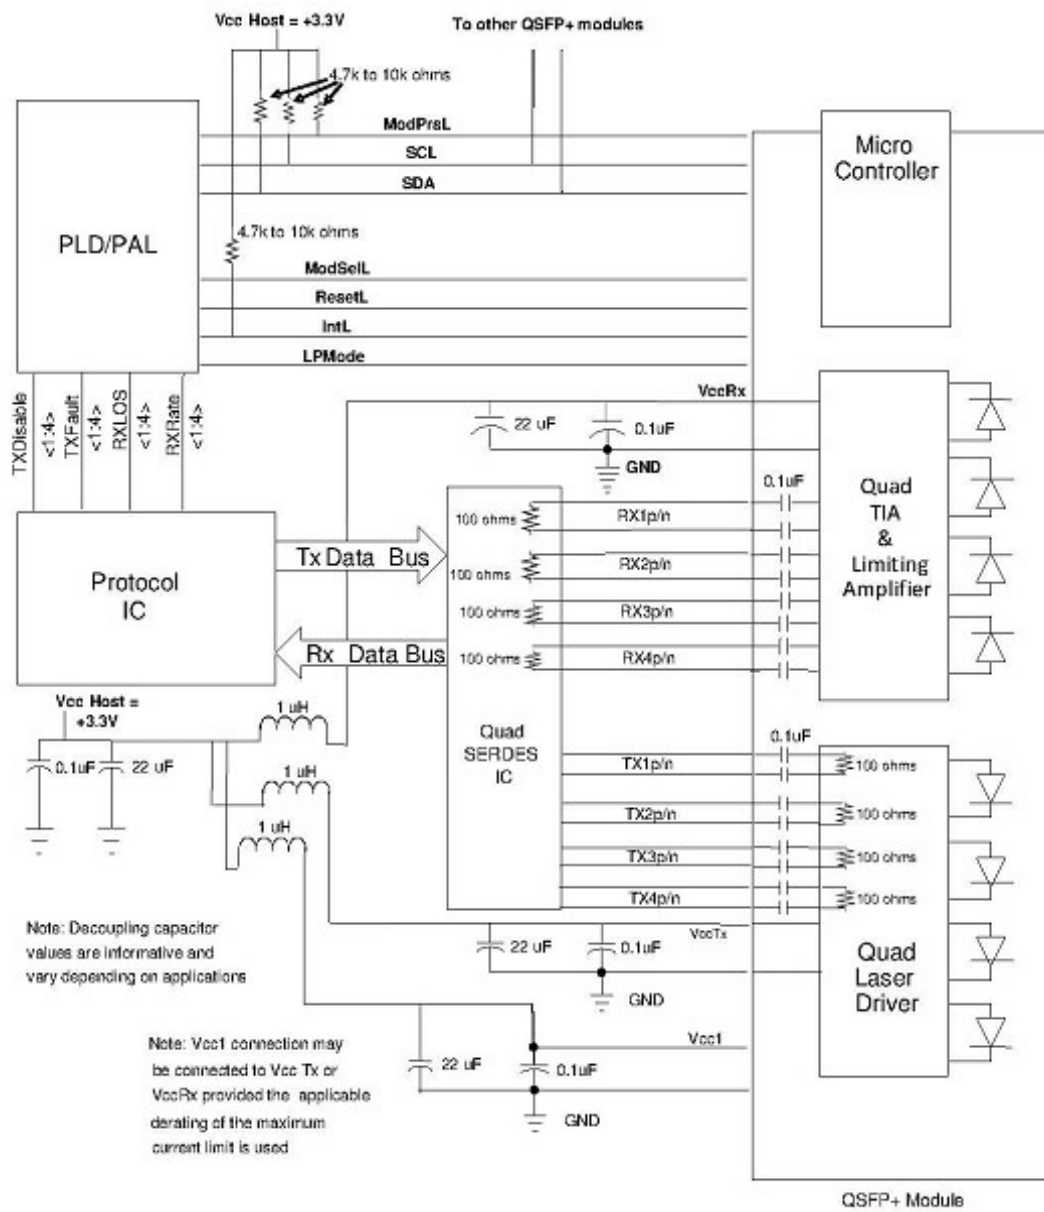 Vcc Host = +3.3V
To other QSFP+ modules
4.7k to 10k ohms
ModPrsL
SCL
SDA
Micro
Controller
PLD/PAL
4.7k to 10k ohms
ModSelL
ResetL
IntL
LPMode
TXDisable
<1:4>
TXFault
<1:4>
RXLOS
<1:4>
RXRate
<1:4>
VccRx
22 uF
0.1uF
GND
0.1uF
Quad
TIA
&
Limiting
Amplifier
100 ohms
RX1p/n
Tx Data Bus
100 ohms
RX2p/n
Protocol
IC
100 ohms
RX3p/n
Rx Data Bus
100 ohms
RX4p/n
Vcc Host =
+3.3V
1 uH
Quad
SERDES
IC
0.1uF
0.1uF
22 uF
1 uH
TX1p/n
100 ohms
1 uH
TX2p/n
100 ohms
TX3p/n
100 ohms
TX4p/n
100 ohms
Note: Decoupling capacitor
values are informative and
vary depending on applications
VccTx
22 uF
0.1uF
GND
Quad
Laser
Driver
Note: Vcc1 connection may
be connected to Vcc Tx or
VccRx provided the applicable
derating of the maximum
current limit is used
Vcc1
22 uF
0.1uF
GND
QSFP+ Module